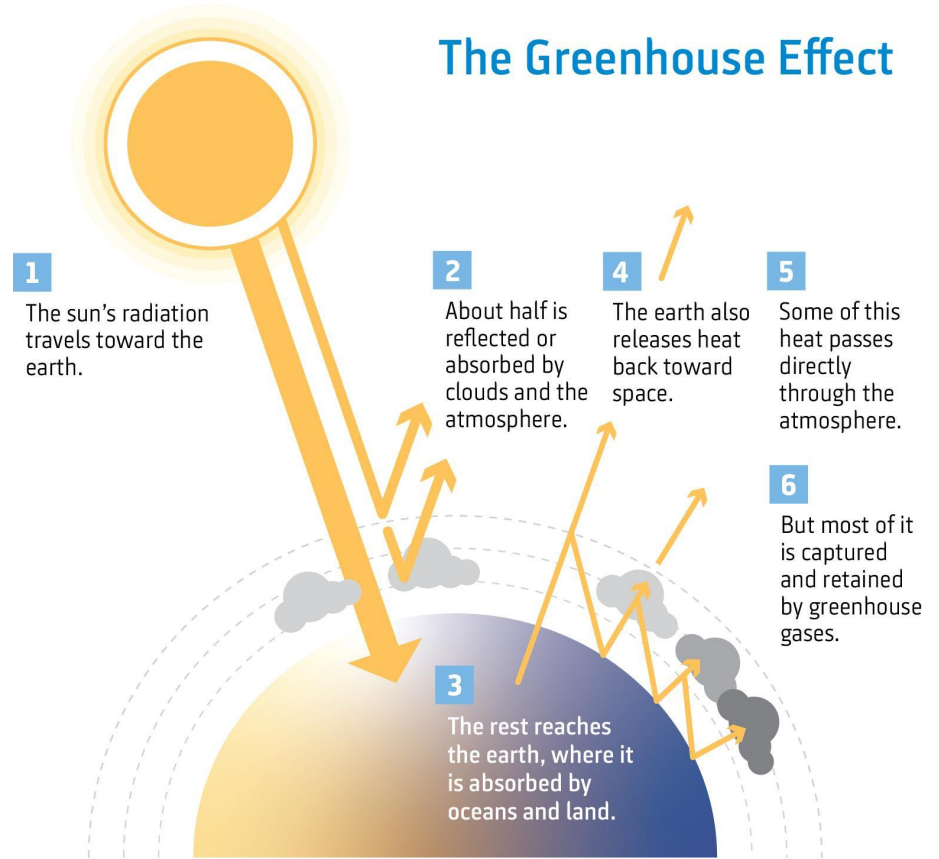 The Greenhouse Effect
1
The sun's radiation
travels toward the
earth.
2
About half is
reflected or
absorbed by
clouds and the
atmosphere.
3
The rest reaches
the earth, where it
is absorbed by
oceans and land.
4
The earth also
releases heat
back toward
space.
5
Some of this
heat passes
directly
through the
atmosphere.
6
But most of it
is captured
and retained
by greenhouse
gases.